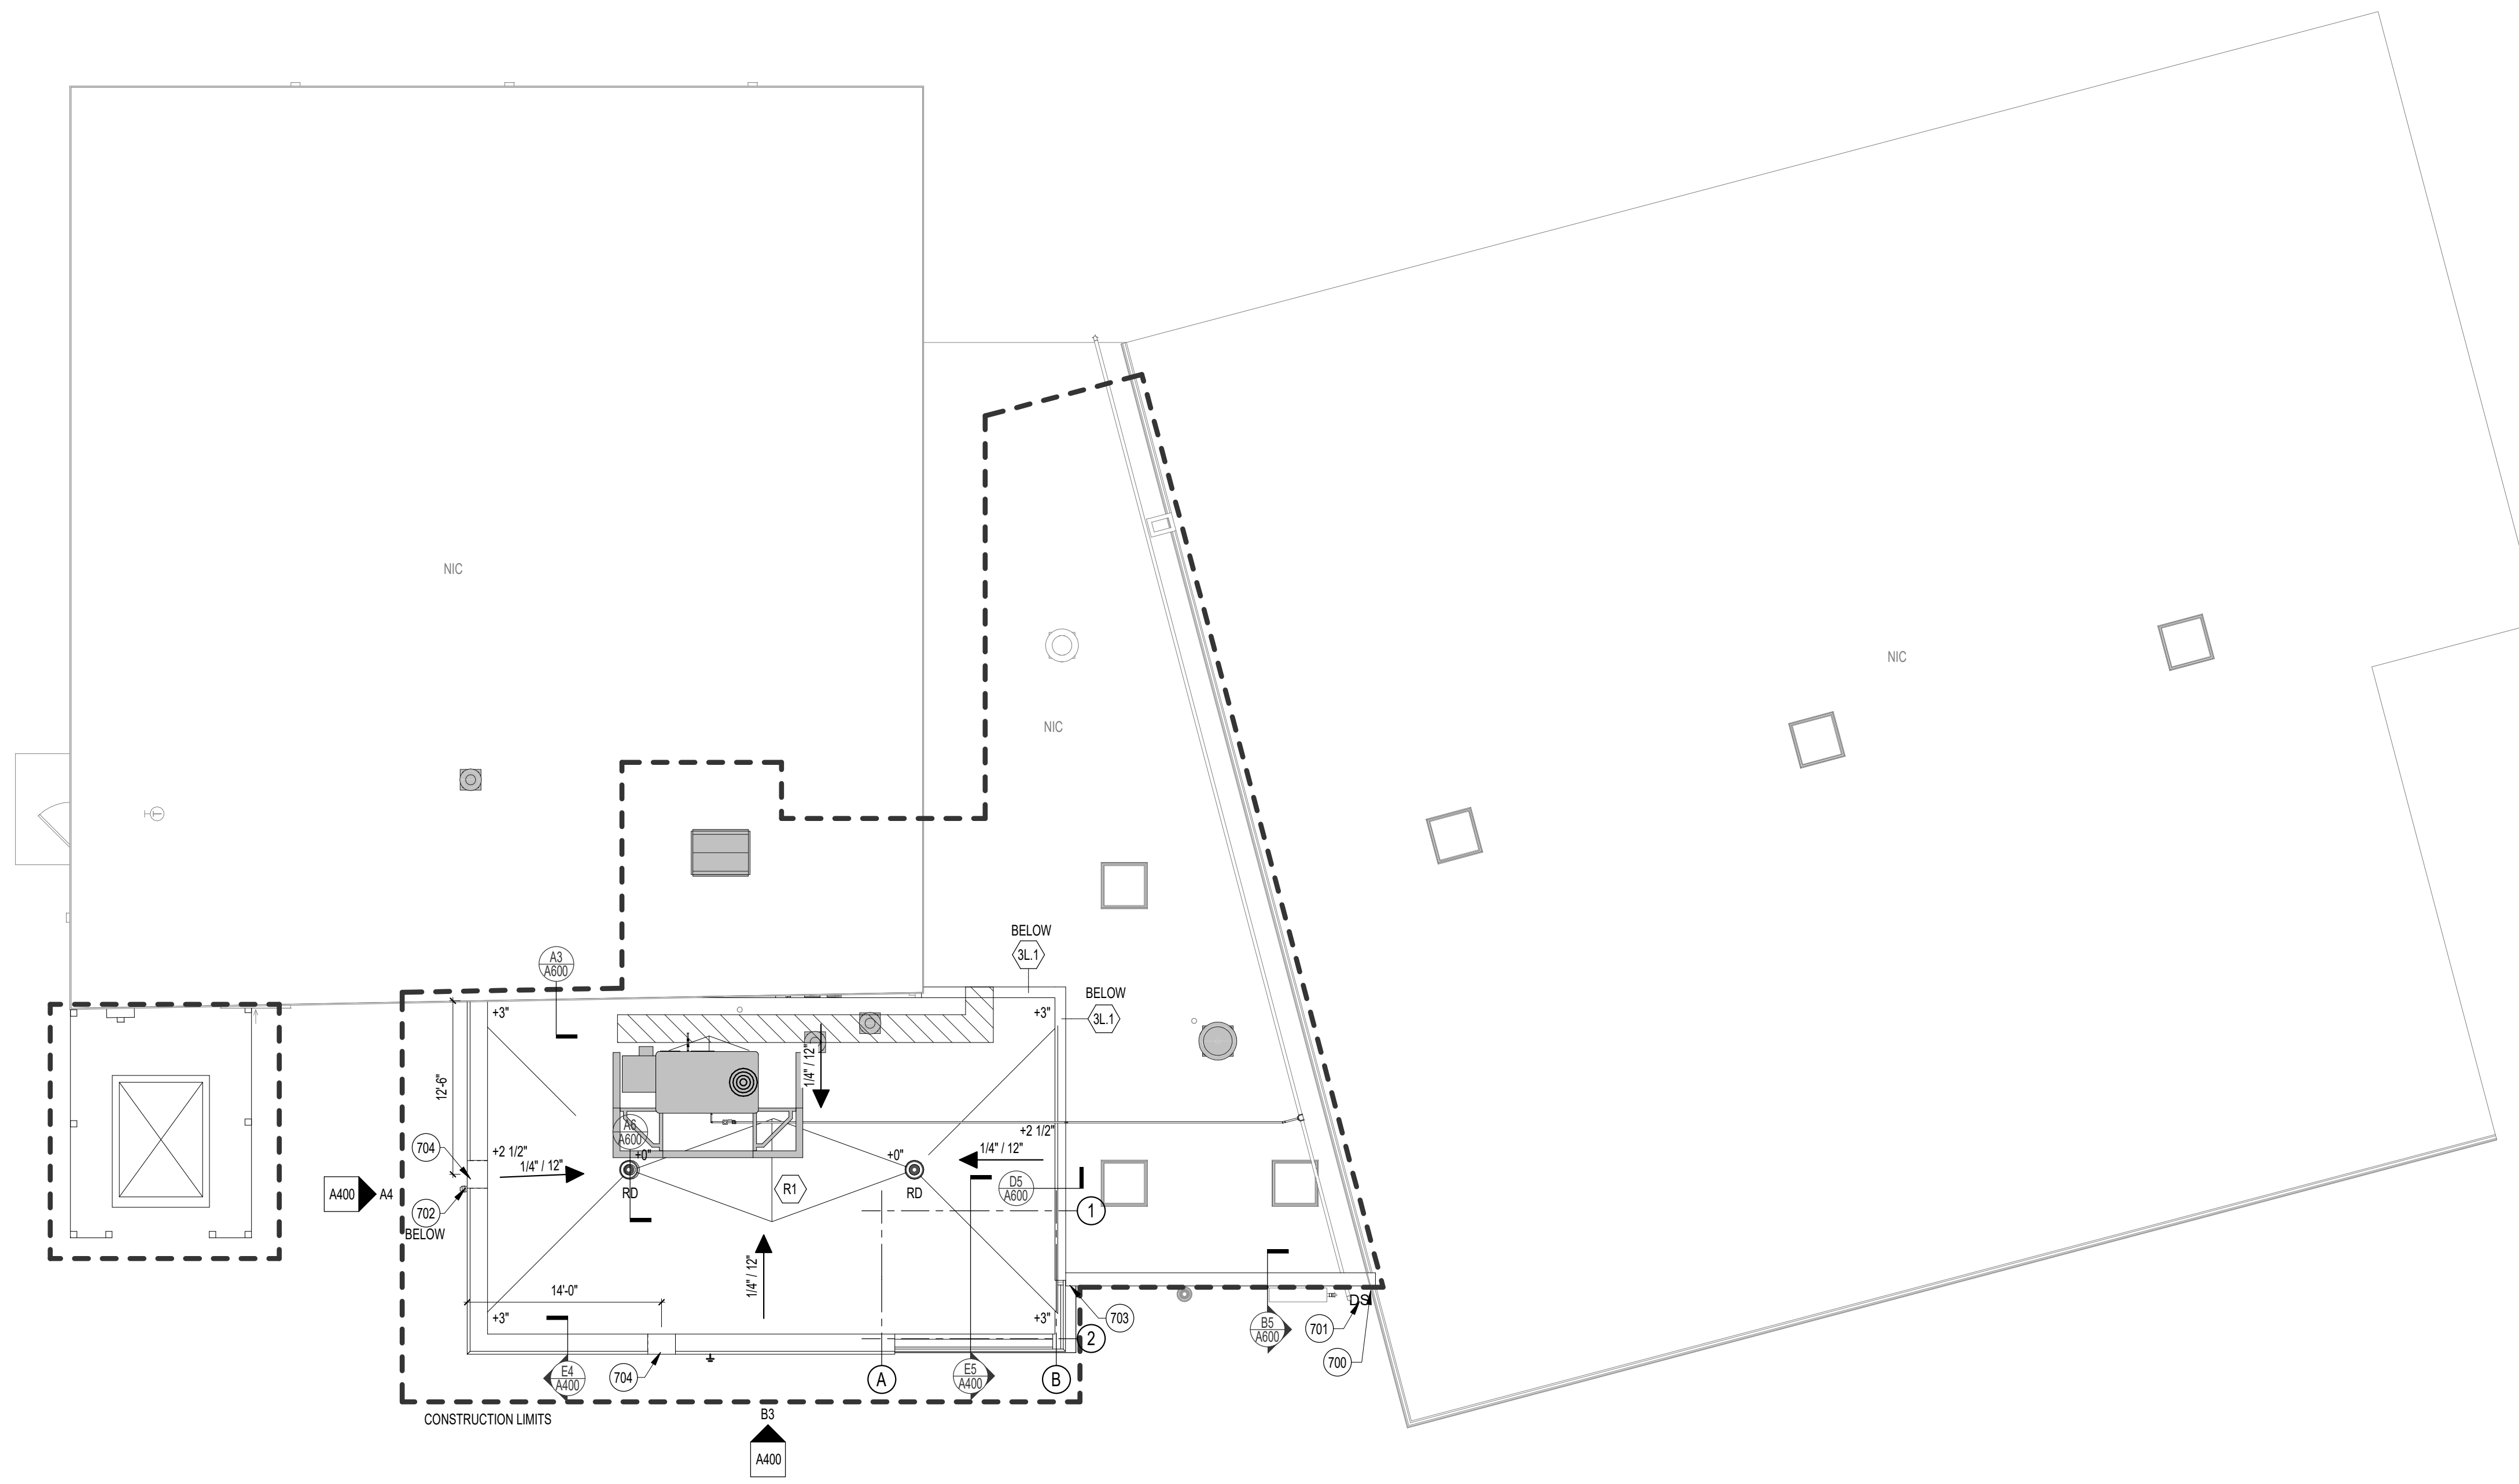 NIC
NIC
NIC
BELOW
3L.1
BELOW
3L.1
A3
A600
+3"
+3"
12'-6"
1/4" / 12"
A6
A600
+2 1/2"
+2 1/2"
1/4" / 12"
1/4" / 12"
+0"
+0"
704
A400
A4
702
BELOW
RD
RD
R1
D5
A600
1
1/4" / 12"
14'-0"
+3"
+3"
703
2
DS
B5
A600
701
700
E4
A400
704
A
E5
A400
B
CONSTRUCTION LIMITS
B3
A400